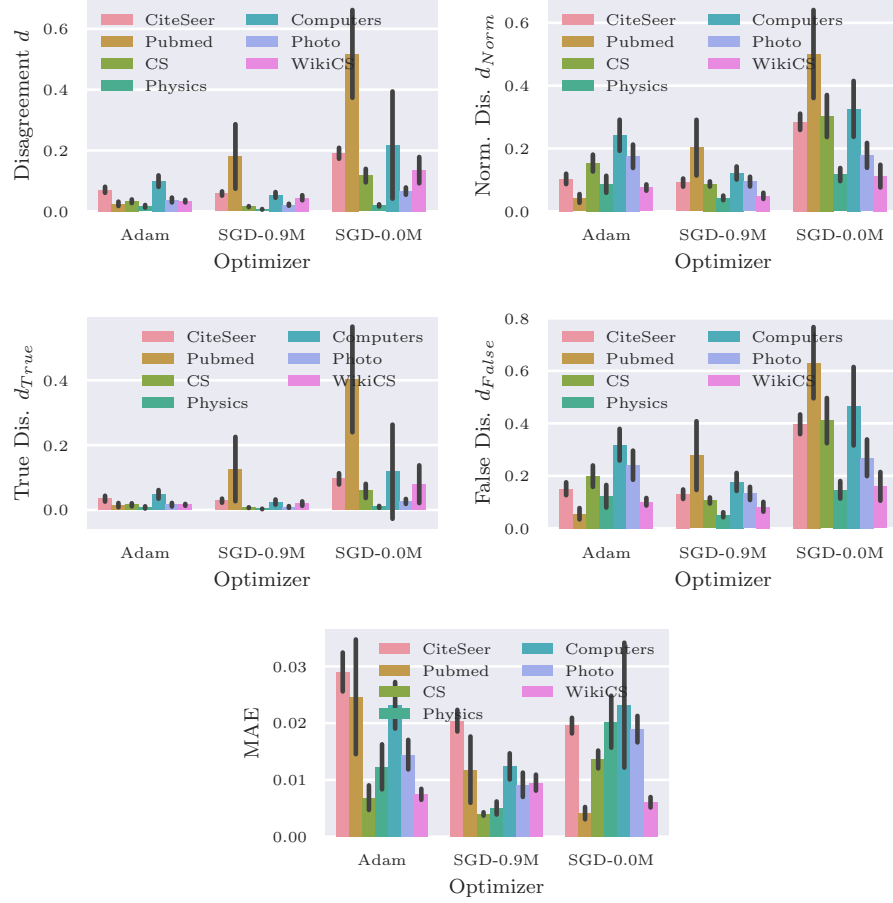 Disagreement d
0.6
0.4
0.2
0.0
CiteSeer
Pubmed
CS
Physics
Computers
Photo
WikiCS
Adam
SGD-0.9M
SGD-0.0M
Optimizer
Norm. Dis. d_Norm
0.6
0.4
0.2
0.0
CiteSeer
Pubmed
CS
Physics
Computers
Photo
WikiCS
Adam
SGD-0.9M
SGD-0.0M
Optimizer
True Dis. d_True
0.4
0.2
0.0
CiteSeer
Pubmed
CS
Physics
Computers
Photo
WikiCS
Adam
SGD-0.9M
SGD-0.0M
Optimizer
False Dis. d_False
0.8
0.6
0.4
0.2
0.0
CiteSeer
Pubmed
CS
Physics
Computers
Photo
WikiCS
Adam
SGD-0.9M
SGD-0.0M
Optimizer
MAE
0.03
0.02
0.01
0.00
CiteSeer
Pubmed
CS
Physics
Computers
Photo
WikiCS
Adam
SGD-0.9M
SGD-0.0M
Optimizer